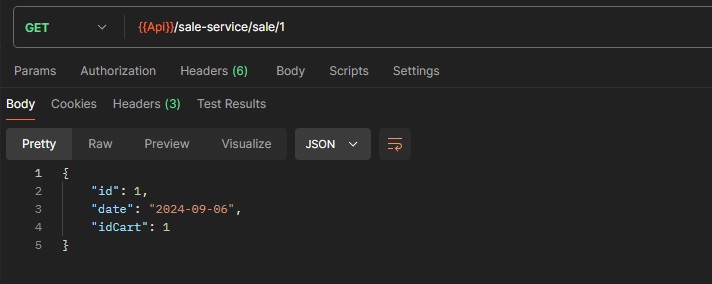 GET {{Api}}/sale-service/sale/1
Params Authorization Headers (6) Body Scripts Settings
Body Cookies Headers (3) Test Results
Pretty Raw Preview Visualize JSON
1 {
2 "id": 1,
3 "date": "2024-09-06",
4 "idCart": 1
5 }